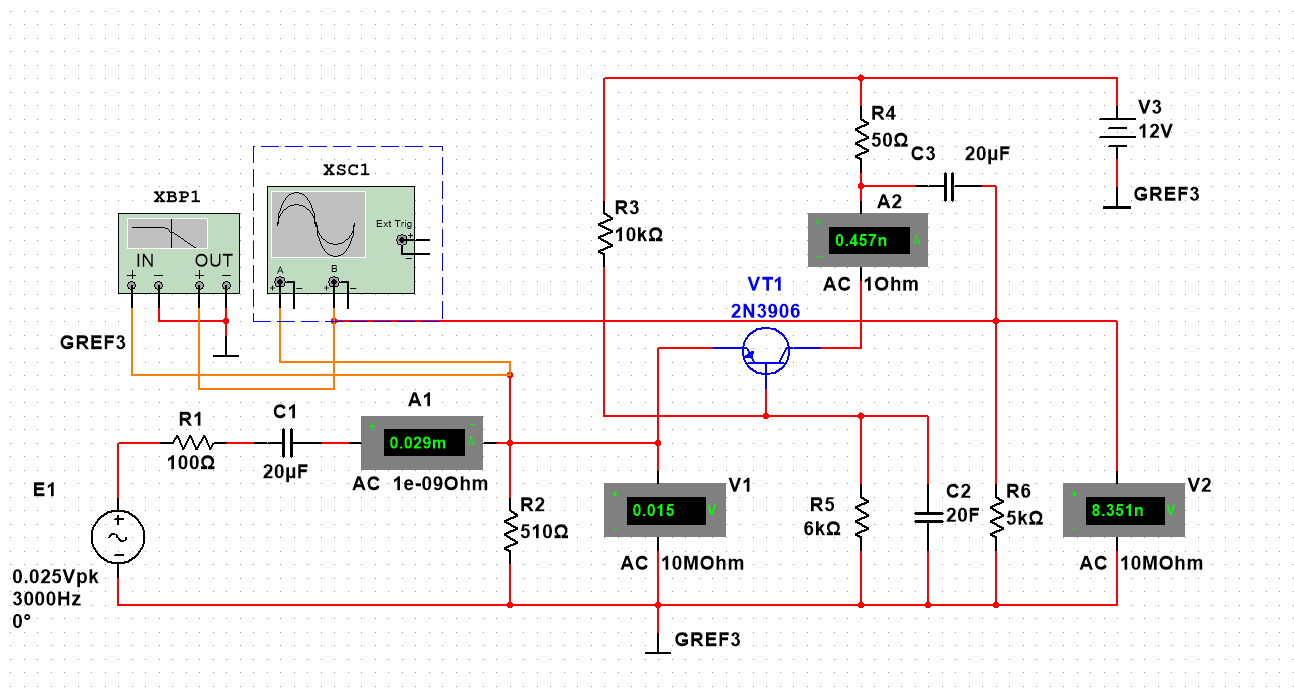 V3
12V
GREF3
R4
50Ω
C3
20µF
A2
0.457n
A
AC 1Ohm
R3
10kΩ
VT1
2N3906
XSC1
Ext Trig
A
B
XBP1
IN
OUT
GREF3
R1
100Ω
C1
20µF
A1
0.029m
A
AC 1e-09Ohm
E1
0.025Vpk
3000Hz
0°
R2
510Ω
V1
0.015
V
AC 10MOhm
R5
6kΩ
C2
20F
R6
5kΩ
V2
8.351n
V
AC 10MOhm
GREF3